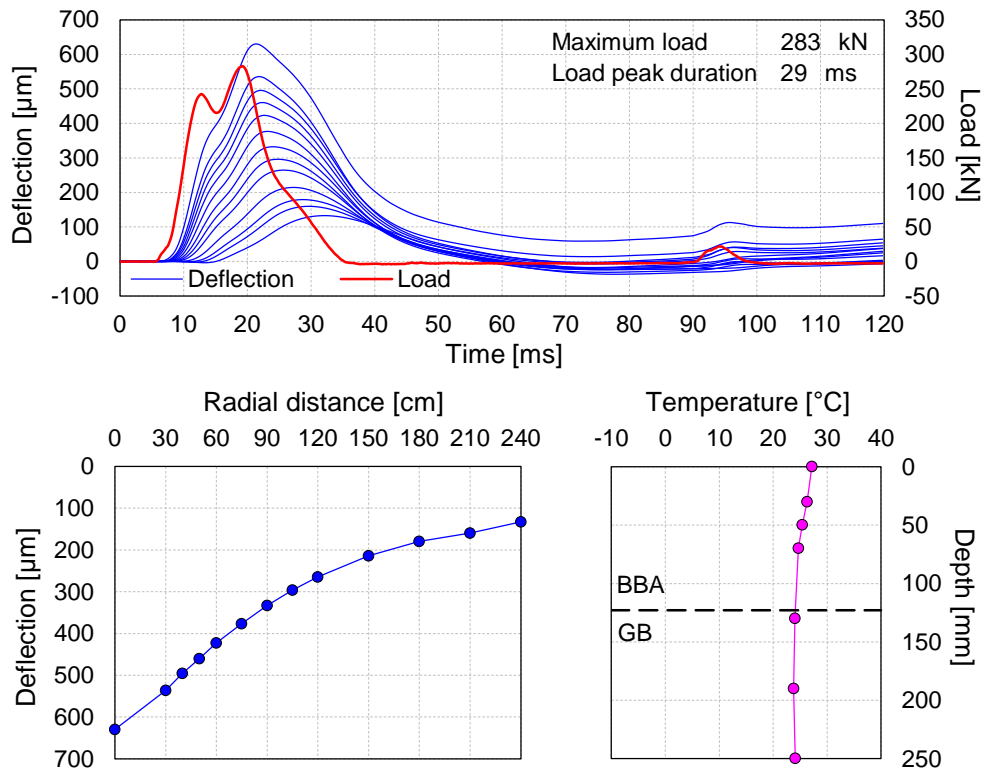 700 350
600 300
500 250
400 200
300 150
200 100
100 50
0 0
-100 -50
Deflection [µm]
Load [kN]
Maximum load 283 kN
Load peak duration 29 ms
Deflection Load
0 10 20 30 40 50 60 70 80 90 100 110 120
Time [ms]
Radial distance [cm]
0 30 60 90 120 150 180 210 240
0
100
200
300
400
500
600
700
Deflection [µm]
Temperature [°C]
-10 0 10 20 30 40
0
50
100
150
200
250
Depth [mm]
BBA
GB